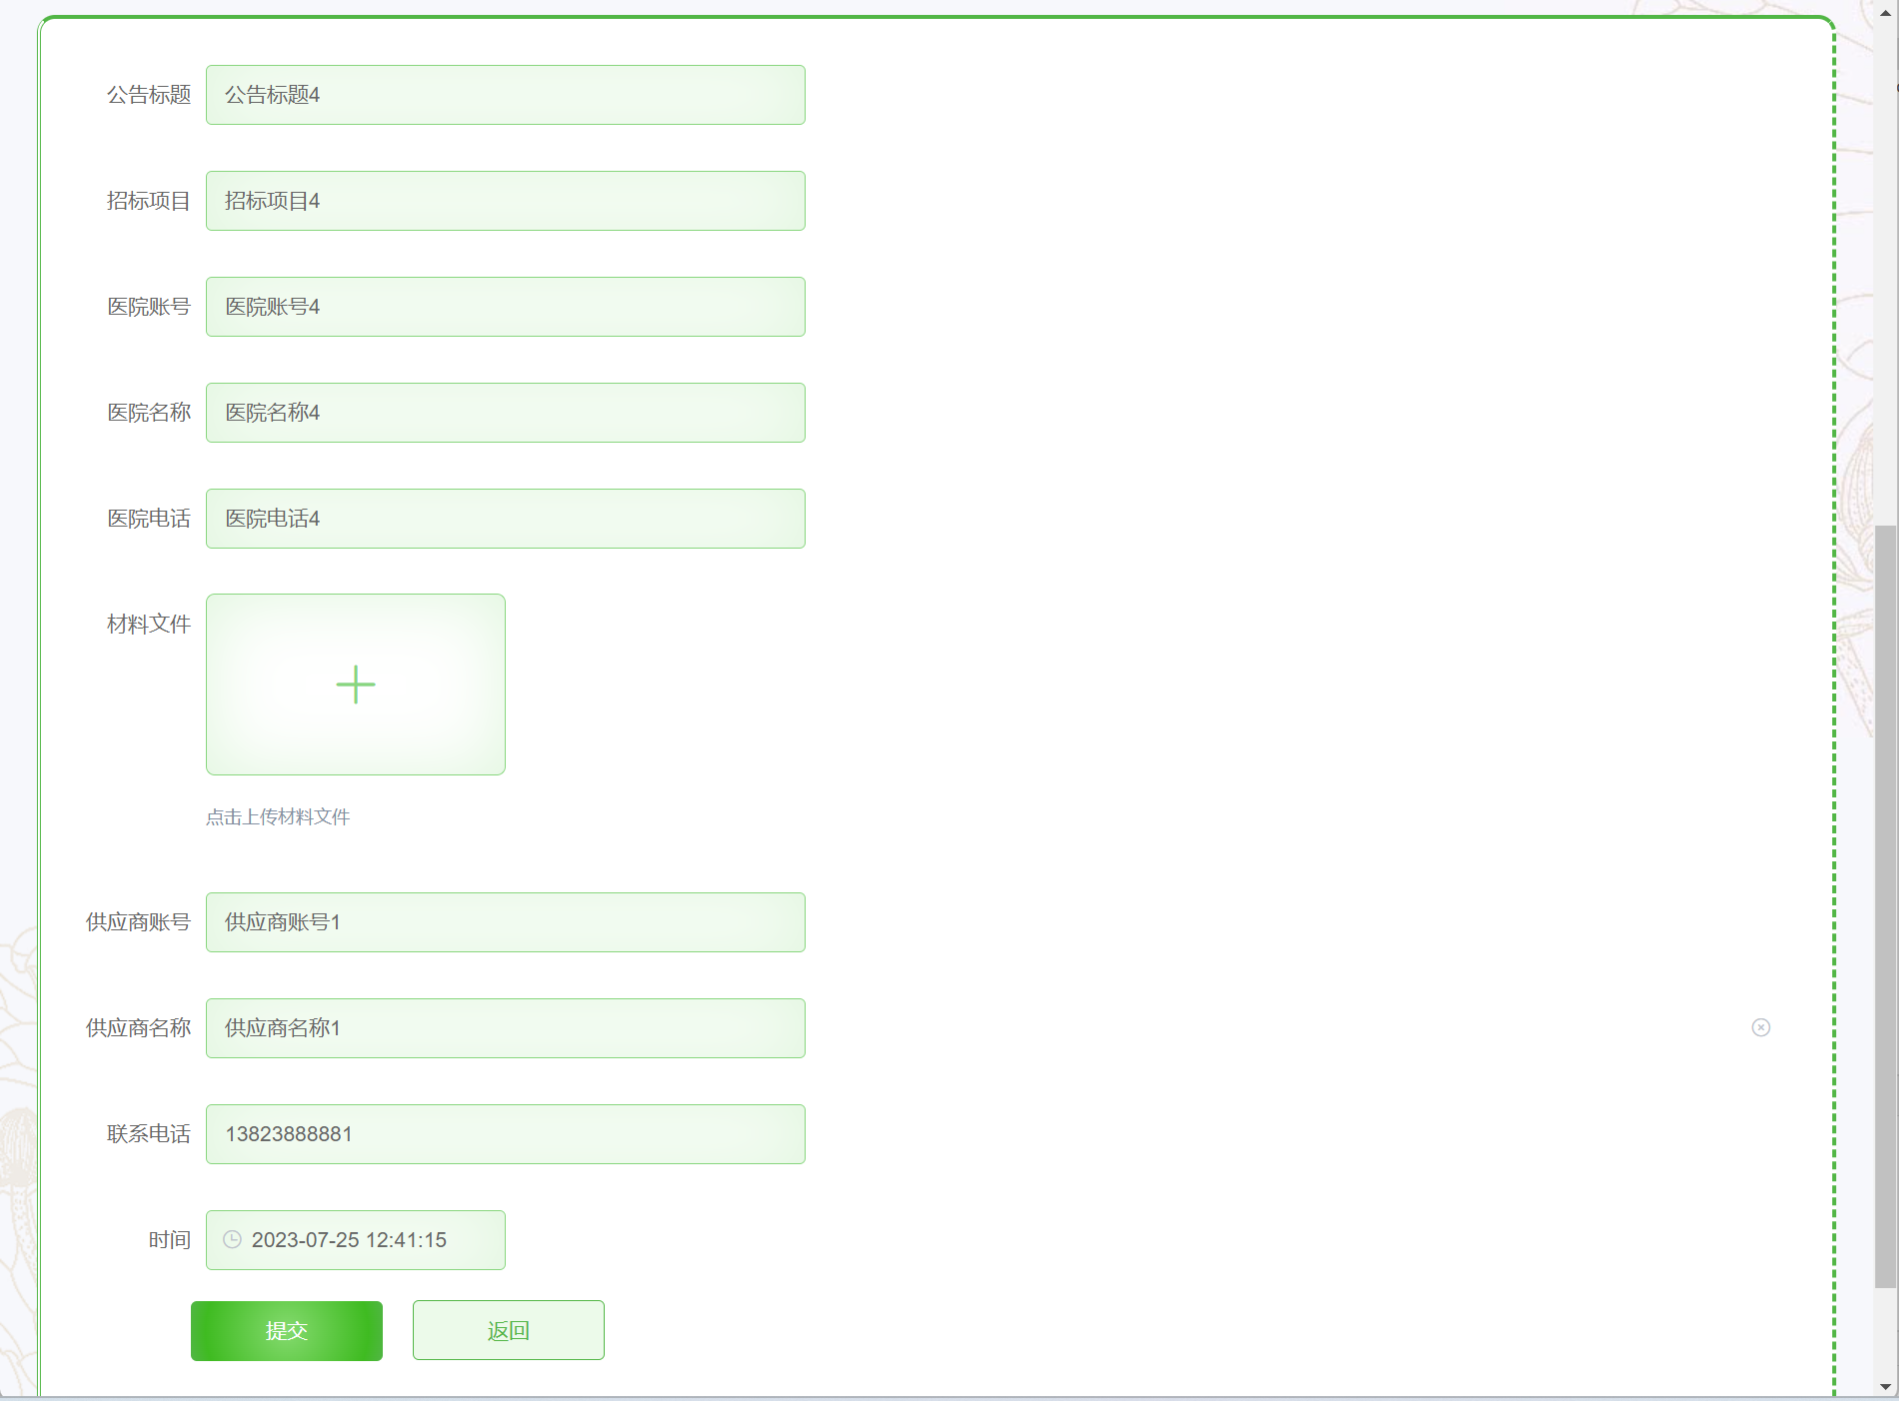 公告标题 公告标题4
招标项目 招标项目4
医院账号 医院账号4
医院名称 医院名称4
医院电话 医院电话4
材料文件
点击上传材料文件
供应商账号 供应商账号1
供应商名称 供应商名称1
联系电话 13823888881
时间 2023-07-25 12:41:15
提交 返回